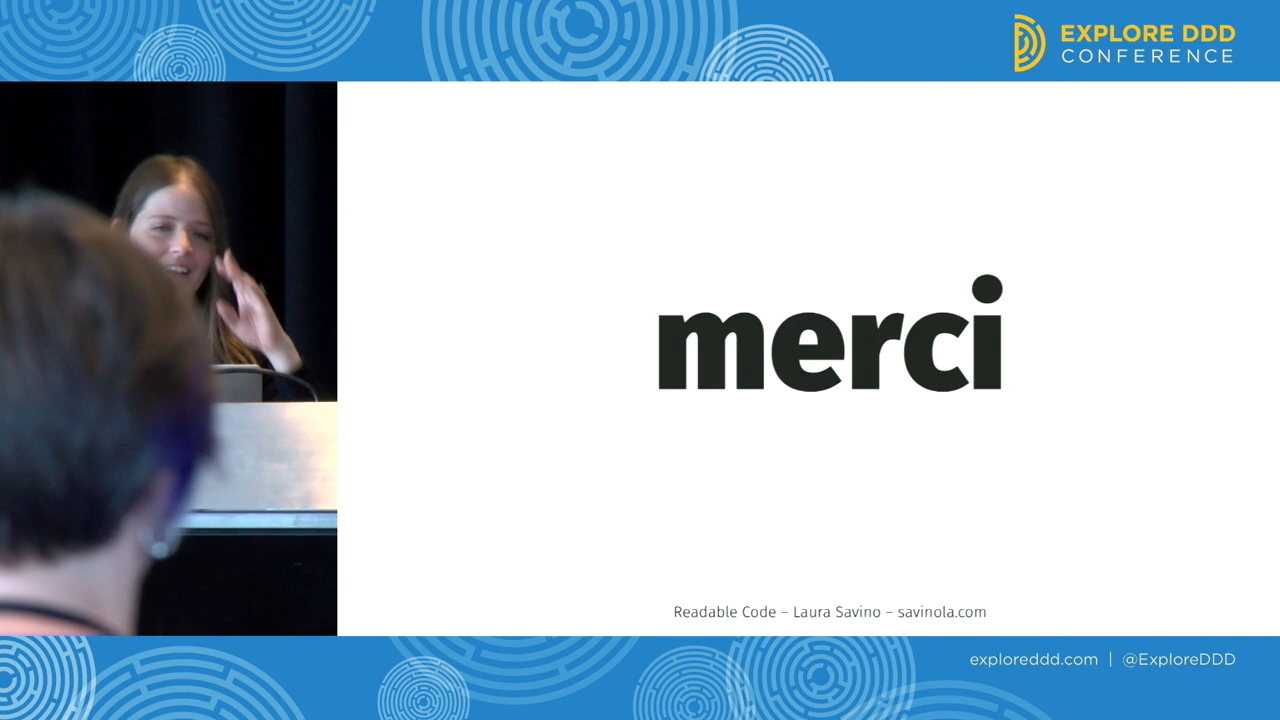 EXPLORE DDD
CONFERENCE
merci
Readable Code – Laura Savino – savinola.com
exploreddd.com | @ExploreDDD